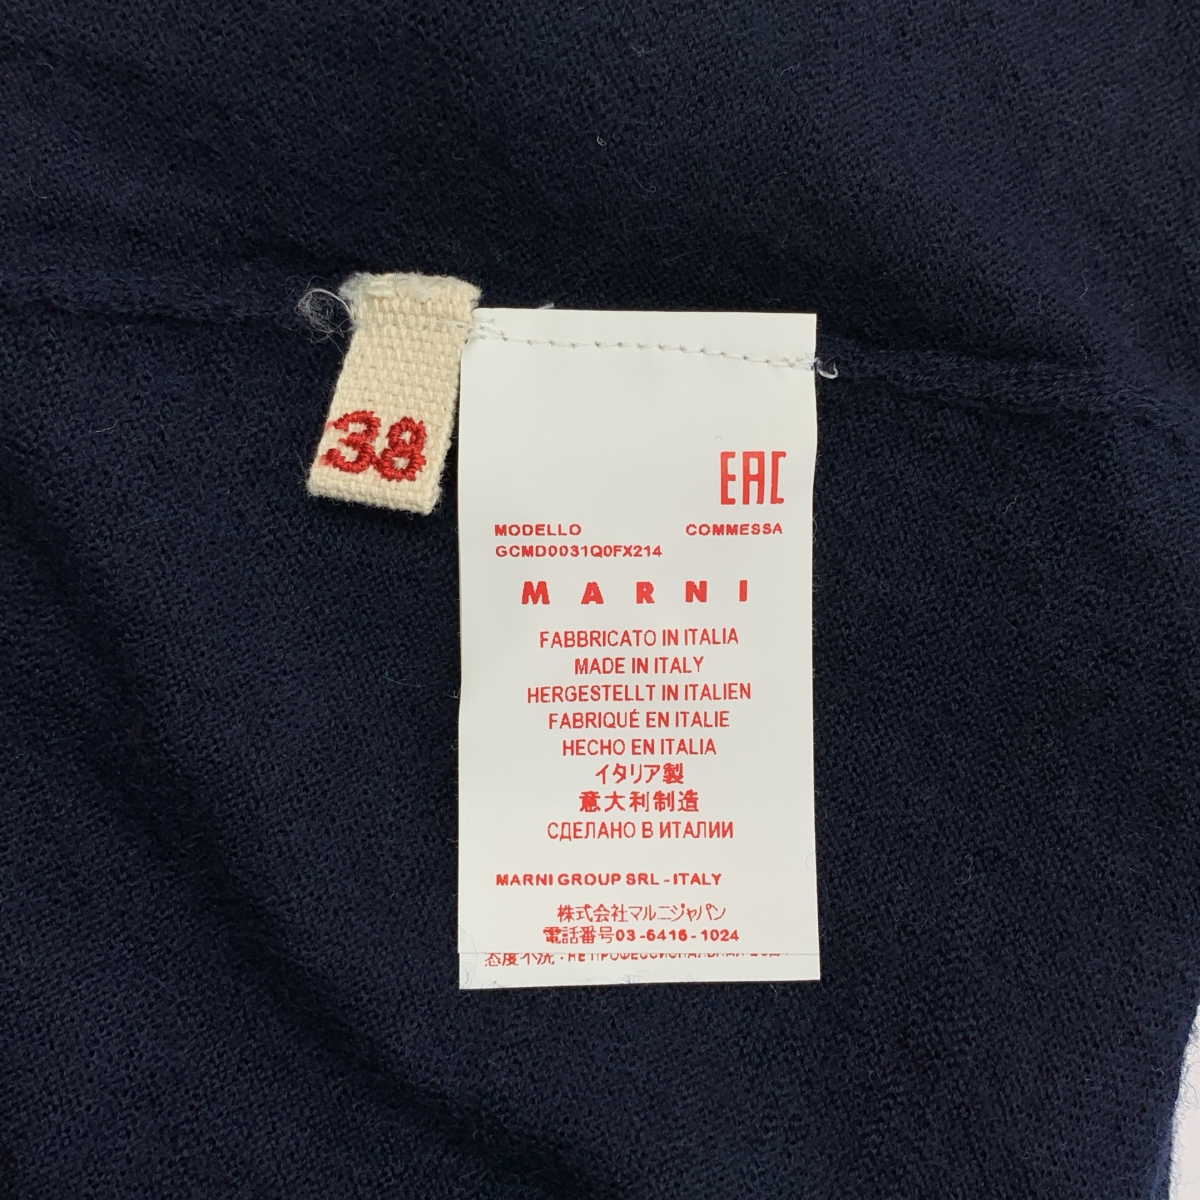 38
EAC
MODELLO COMMESSA
GCMD0031Q0FX214
MARNI
FABBRICATO IN ITALIA
MADE IN ITALY
HERGESTELLT IN ITALIEN
FABRIQUÉ EN ITALIE
HECHO EN ITALIA
イタリア製
意大利制造
СДЕЛАНО В ИТАЛИИ
MARNI GROUP SRL - ITALY
株式会社マルニジャパン
電話番号03-6416-1024